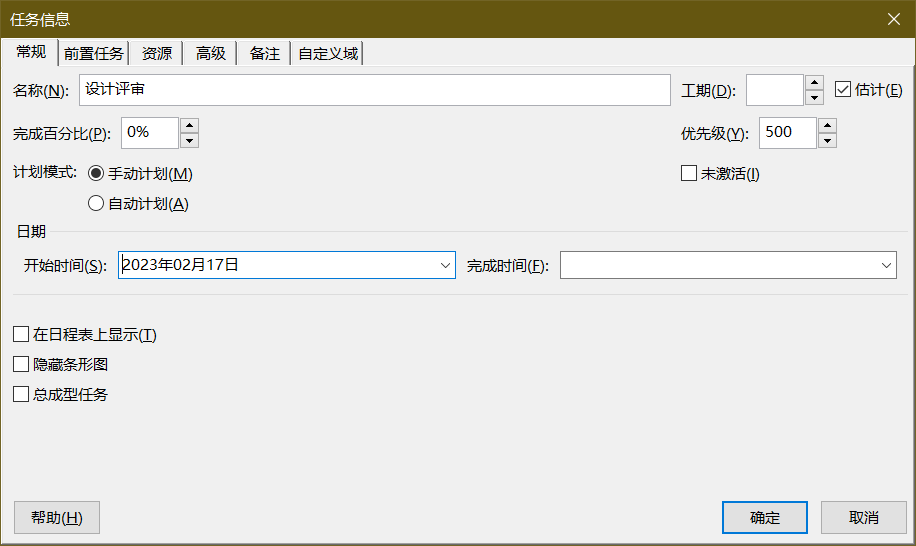 任务信息
常规 前置任务 资源 高级 备注 自定义域
名称(N): 设计评审 工期(D): 估计(E)
完成百分比(P): 0% 优先级(Y): 500
计划模式: 手动计划(M) 未激活(I)
自动计划(A)
日期
开始时间(S): 2023年02月17日 完成时间(F):
在日程表上显示(T)
隐藏条形图
总成型任务
帮助(H) 确定 取消